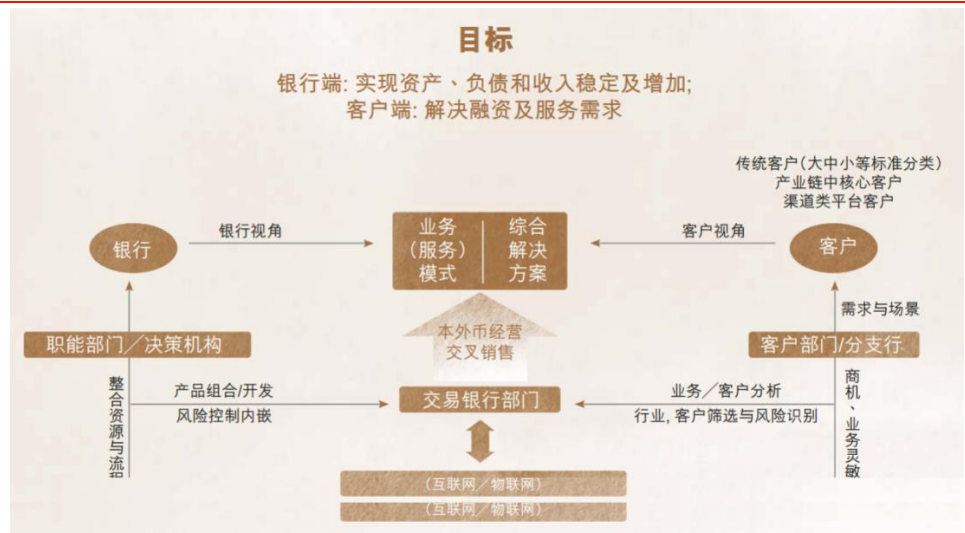 目标
银行端: 实现资产、负债和收入稳定及增加;
客户端: 解决融资及服务需求
传统客户(大中小等标准分类)
产业链中核心客户
渠道类平台客户
银行
银行视角
业务
(服务)
模式
综合
解决
方案
客户视角
客户
需求与场景
职能部门／决策机构
本外币经营
交叉销售
客户部门/分支行
整合资源与流程
产品组合/开发
风险控制内嵌
交易银行部门
业务／客户分析
行业, 客户筛选与风险识别
商机、业务灵敏
(互联网／物联网)
(互联网／物联网)